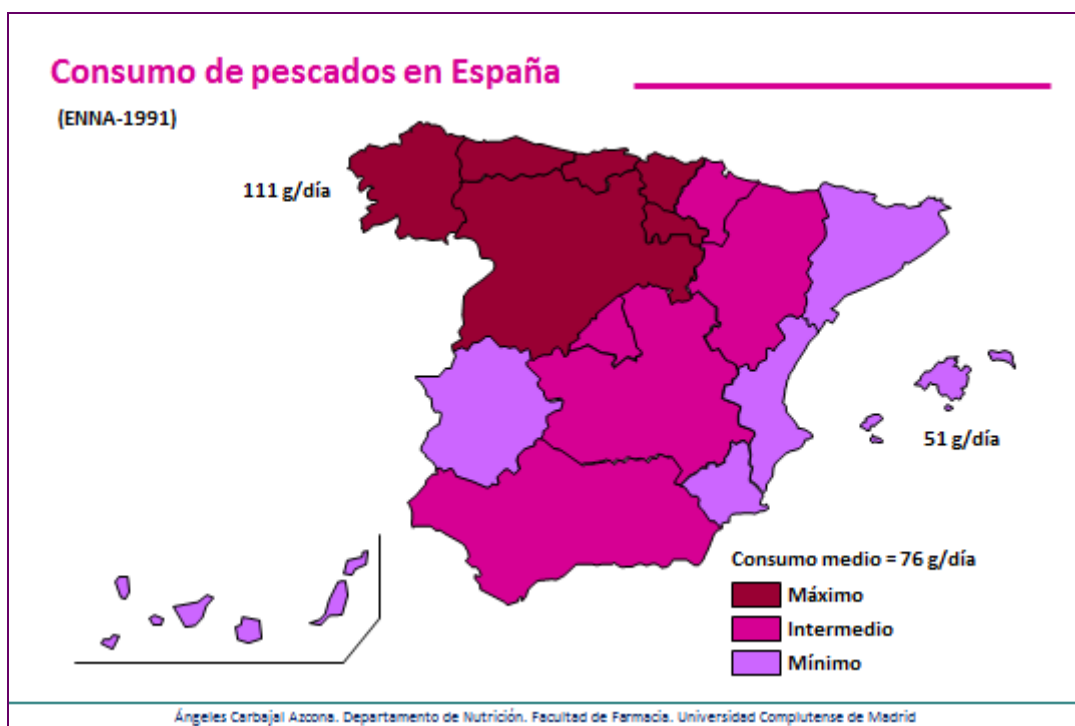 Consumo de pescados en España
(ENNA-1991)
111 g/día
51 g/día
Consumo medio = 76 g/día
Máximo
Intermedio
Mínimo
Ángeles Carbajal Azcona. Departamento de Nutrición. Facultad de Farmacia. Universidad Complutense de Madrid